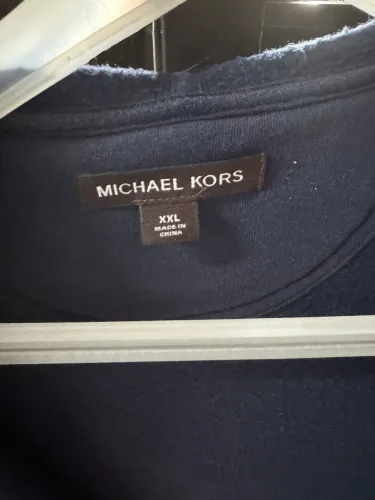 MICHAEL KORS
XXL
MADE IN
CHINA